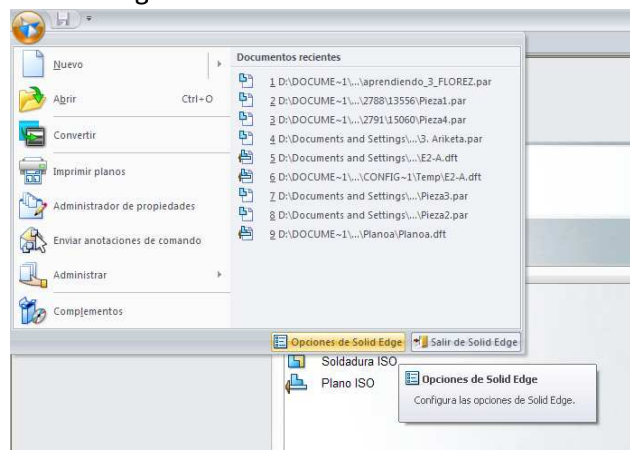 Nuevo
Abrir Ctrl+O
Convertir
Imprimir planos
Administrador de propiedades
Enviar anotaciones de comando
Administrar
Complementos
Documentos recientes
1 D:\DOCUME~1\...\aprendiendo_3_FLOREZ.par
2 D:\DOCUME~1\...\2788\13556\Pieza1.par
3 D:\DOCUME~1\...\2791\15060\Pieza4.par
4 D:\Documents and Settings\...\3. Ariketa.par
5 D:\Documents and Settings\...\E2-A.dft
6 D:\DOCUME~1\...\CONFIG~1\Temp\E2-A.dft
7 D:\Documents and Settings\...\Pieza3.par
8 D:\Documents and Settings\...\Pieza2.par
9 D:\DOCUME~1\...\Planoa\Planoa.dft
Opciones de Solid Edge
Salir de Solid Edge
Soldadura ISO
Plano ISO
Opciones de Solid Edge
Configura las opciones de Solid Edge.